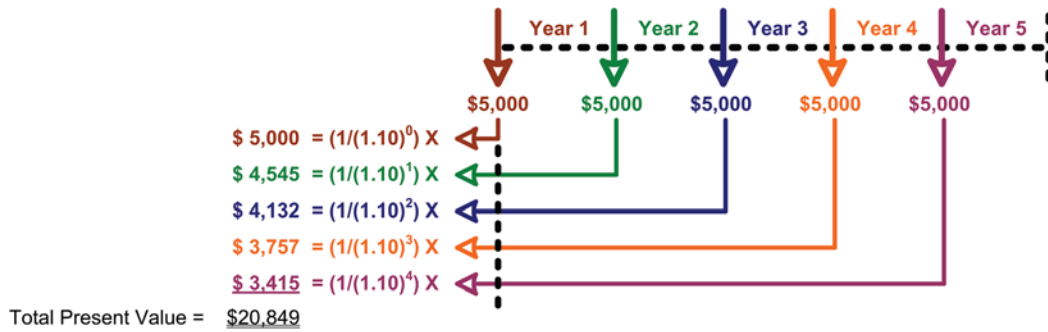 Year 1 Year 2 Year 3 Year 4 Year 5
$5,000 $5,000 $5,000 $5,000 $5,000
$ 5,000 = (1/(1.10)⁰) X
$ 4,545 = (1/(1.10)¹) X
$ 4,132 = (1/(1.10)²) X
$ 3,757 = (1/(1.10)³) X
$ 3,415 = (1/(1.10)⁴) X
Total Present Value = $20,849